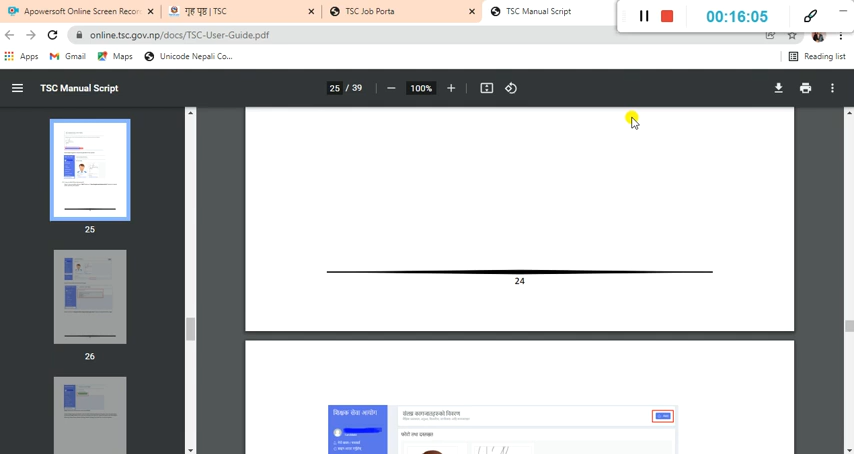 Apowersoft Online Screen Recor
गृह पृष्ठ | TSC
TSC Job Porta
TSC Manual Script
00:16:05
online.tsc.gov.np/docs/TSC-User-Guide.pdf
Apps
Gmail
Maps
Unicode Nepali Co...
Reading list
TSC Manual Script
25 / 39
100%
25
26
24
शिक्षक सेवा आयोग